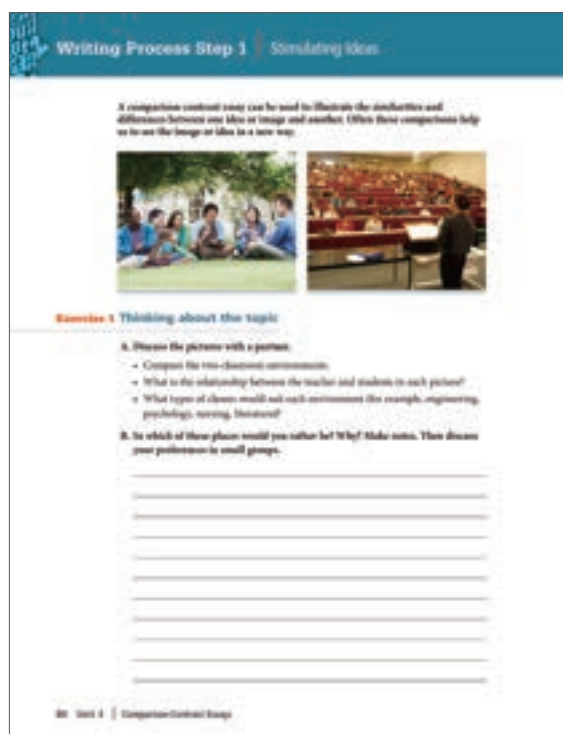 Writing Process Step 1 | Stimulating Ideas
A comparison contrast essay can be used to illustrate the similarities and
differences between one idea or image and another. Often these comparisons help
us to see the image or idea in a new way.
Exercise 1 Thinking about the topic
A. Discuss the pictures with a partner.
• Compare the two classroom environments.
• What is the relationship between the teacher and students in each picture?
• What types of classes would suit each environment (for example, engineering,
psychology, nursing, literature)?
B. In which of these places would you rather be? Why? Make notes. Then discuss
your preferences in small groups.
Unit 3 | Comparison-Contrast Essays